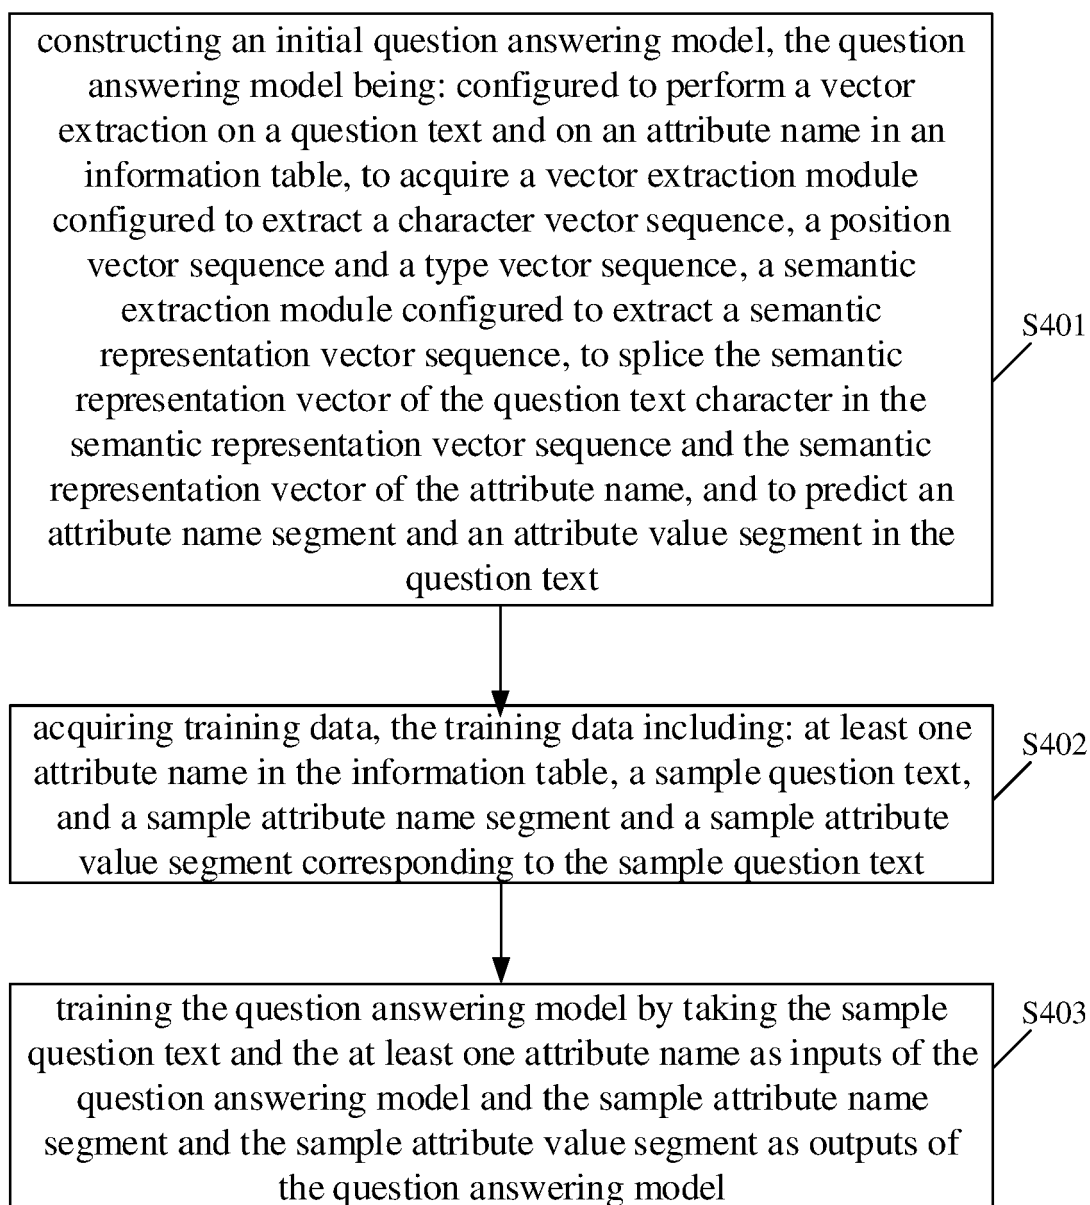 constructing an initial question answering model, the question
answering model being: configured to perform a vector
extraction on a question text and on an attribute name in an
information table, to acquire a vector extraction module
configured to extract a character vector sequence, a position
vector sequence and a type vector sequence, a semantic
extraction module configured to extract a semantic
representation vector sequence, to splice the semantic
representation vector of the question text character in the
semantic representation vector sequence and the semantic
representation vector of the attribute name, and to predict an
attribute name segment and an attribute value segment in the
question text
S401
acquiring training data, the training data including: at least one
attribute name in the information table, a sample question text,
and a sample attribute name segment and a sample attribute
value segment corresponding to the sample question text
S402
training the question answering model by taking the sample
question text and the at least one attribute name as inputs of the
question answering model and the sample attribute name
segment and the sample attribute value segment as outputs of
the question answering model
S403